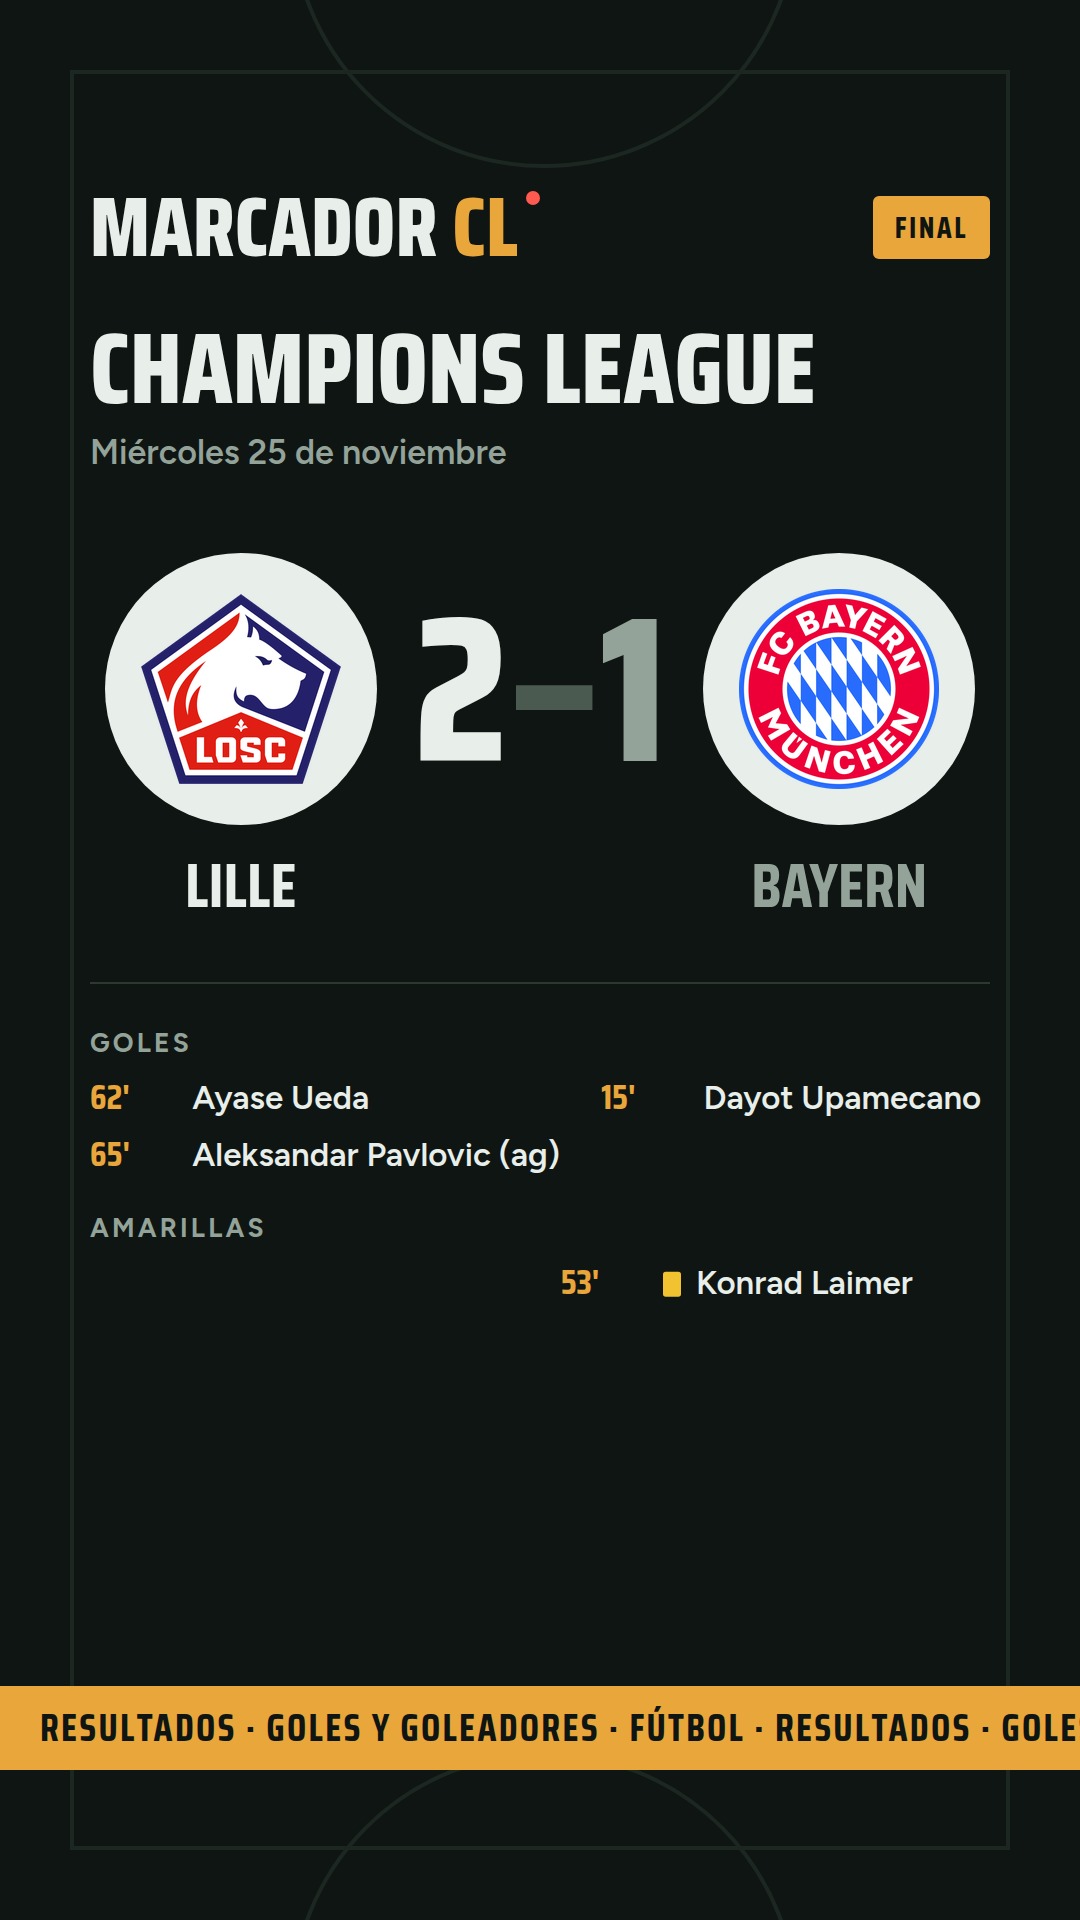 MARCADOR CL
FINAL
CHAMPIONS LEAGUE
Miércoles 25 de noviembre
LOSC
2-1
FC BAYERN
MÜNCHEN
LILLE
BAYERN
GOLES
62' Ayase Ueda
15' Dayot Upamecano
65' Aleksandar Pavlovic (ag)
AMARILLAS
53' Konrad Laimer
RESULTADOS · GOLES Y GOLEADORES · FÚTBOL · RESULTADOS · GOLES